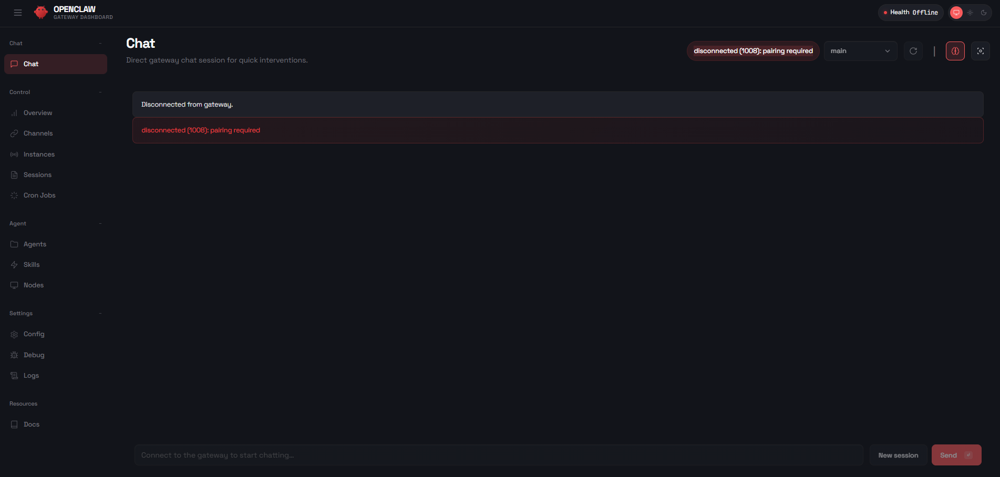 OPENCLAW
GATEWAY DASHBOARD
Health Offline
Chat
Chat
Control
Overview
Channels
Instances
Sessions
Cron Jobs
Agent
Agents
Skills
Nodes
Settings
Config
Debug
Logs
Resources
Docs
Chat
Direct gateway chat session for quick interventions.
disconnected (1008): pairing required
main
Disconnected from gateway.
disconnected (1008): pairing required
Connect to the gateway to start chatting...
New session
Send